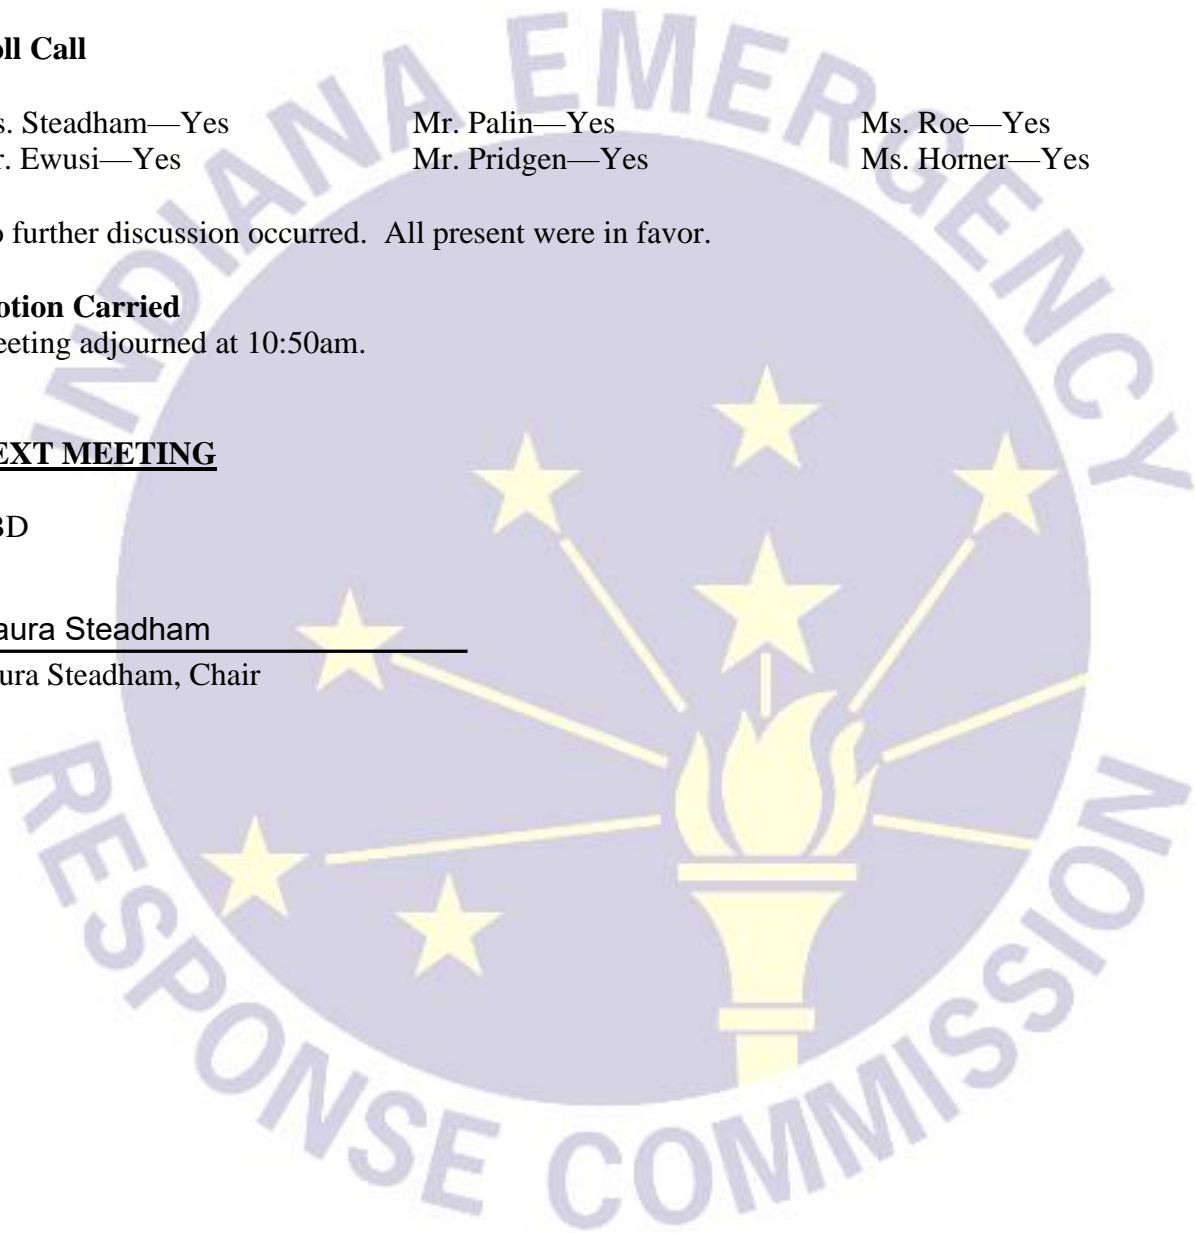 oll Call
s. Steadham—Yes Mr. Palin—Yes Ms. Roe—Yes
r. Ewusi—Yes Mr. Pridgen—Yes Ms. Horner—Yes
o further discussion occurred. All present were in favor.
otion Carried
eeting adjourned at 10:50am.
EXT MEETING
BD
aura Steadham
ura Steadham, Chair
INDIANA EMERGENCY
RESPONSE COMMISSION